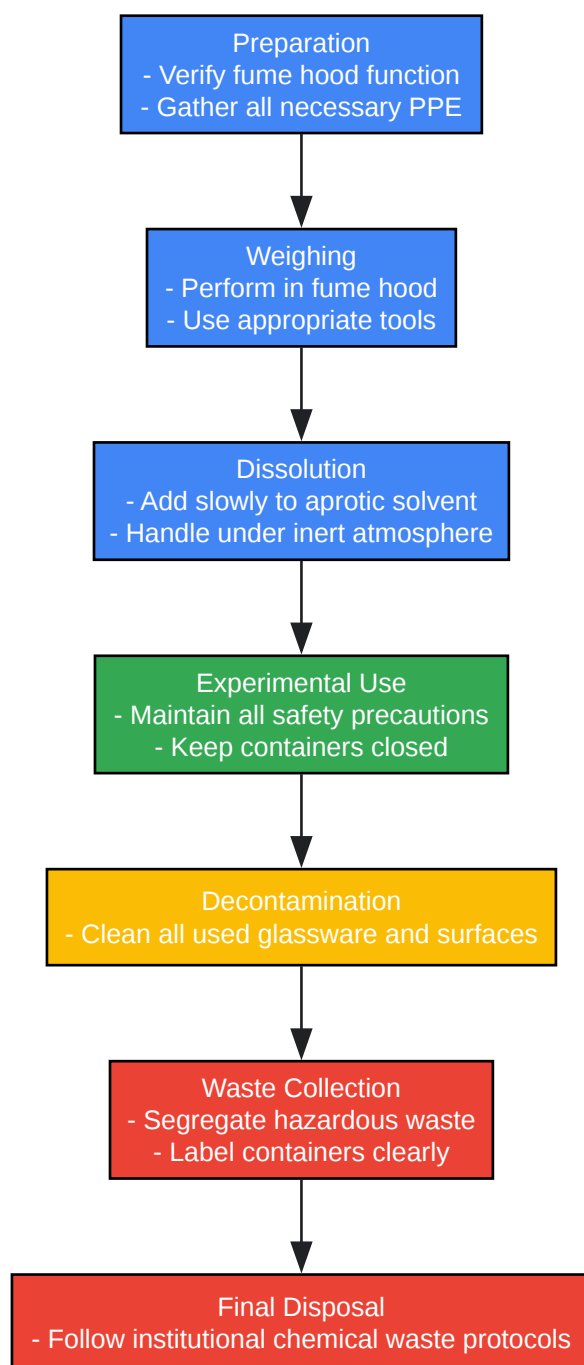 Preparation
- Verify fume hood function
- Gather all necessary PPE
Weighing
- Perform in fume hood
- Use appropriate tools
Dissolution
- Add slowly to aprotic solvent
- Handle under inert atmosphere
Experimental Use
- Maintain all safety precautions
- Keep containers closed
Decontamination
- Clean all used glassware and surfaces
Waste Collection
- Segregate hazardous waste
- Label containers clearly
Final Disposal
- Follow institutional chemical waste protocols